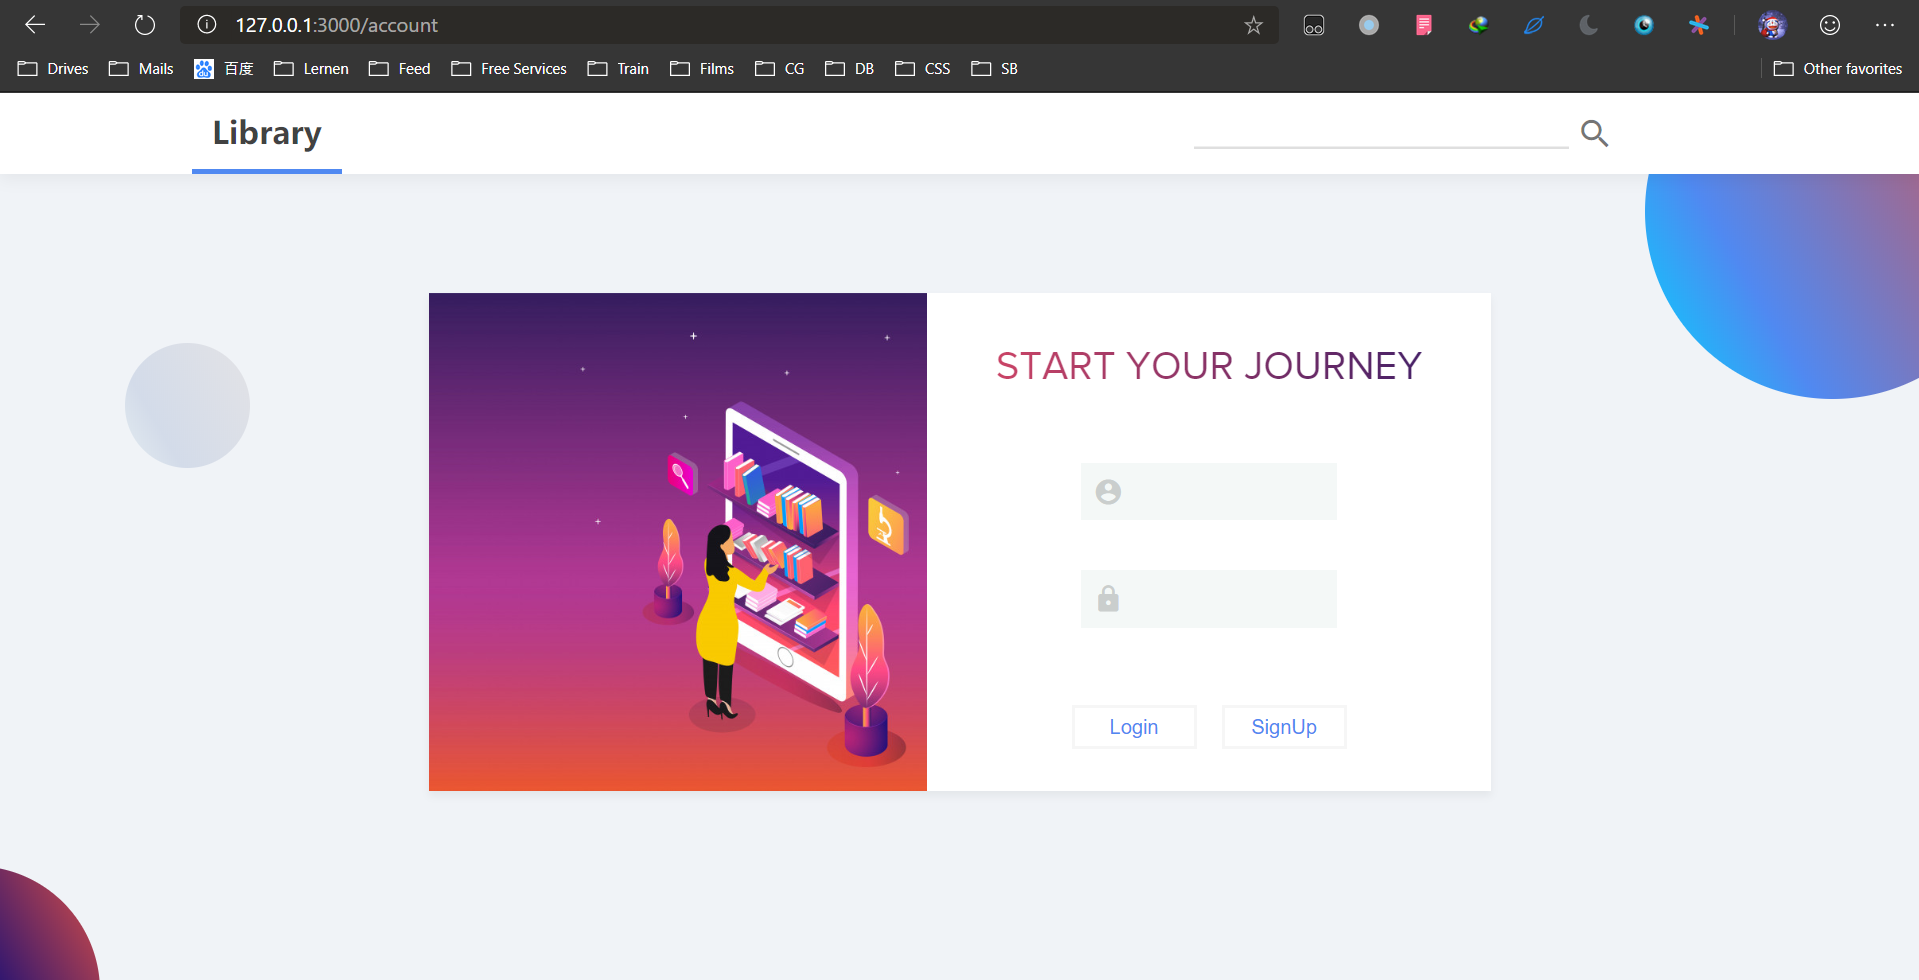 127.0.0.1:3000/account
Drives Mails du 百度 Lernen Feed Free Services Train Films CG DB CSS SB Other favorites
Library
START YOUR JOURNEY
Login SignUp